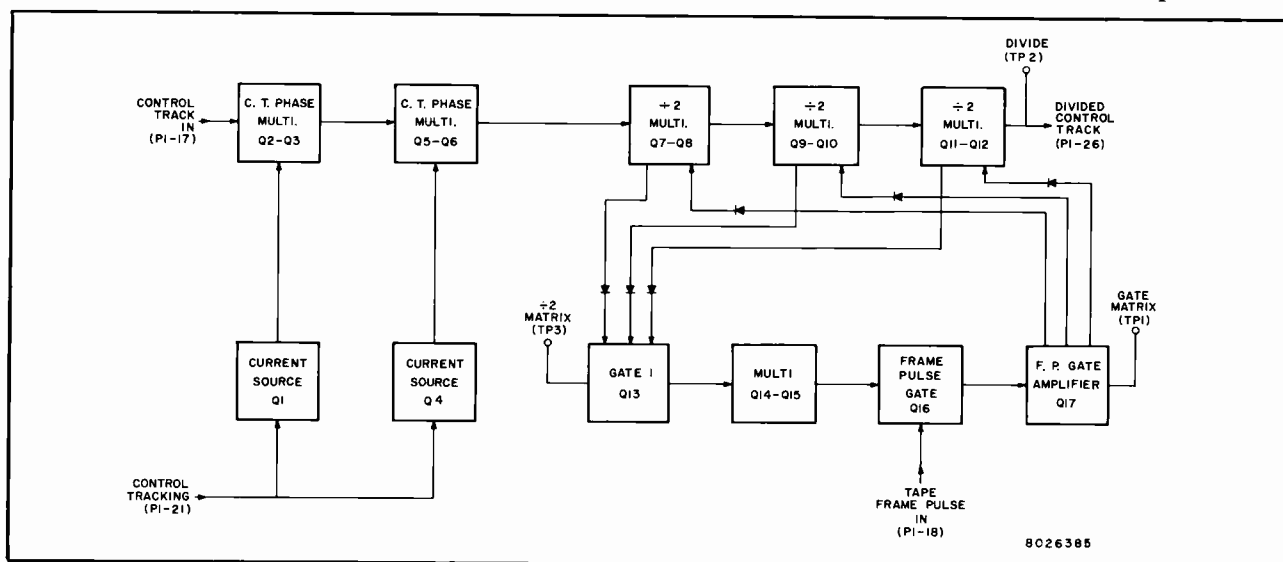 DIVIDE
(TP2)
CONTROL
TRACK
IN
(P1-17)
C. T. PHASE
MULTI.
Q2-Q3
C. T. PHASE
MULTI.
Q5-Q6
÷2
MULTI.
Q7-Q8
÷2
MULTI.
Q9-Q10
÷2
MULTI.
Q11-Q12
DIVIDED
CONTROL
TRACK
(P1-26)
CURRENT
SOURCE
Q1
CURRENT
SOURCE
Q4
÷2
MATRIX
(TP3)
GATE 1
Q13
MULTI
Q14-Q15
FRAME
PULSE
GATE
Q16
F. P. GATE
AMPLIFIER
Q17
GATE
MATRIX
(TP1)
CONTROL
TRACKING
(P1-21)
TAPE
FRAME PULSE
IN
(P1-18)
8026385